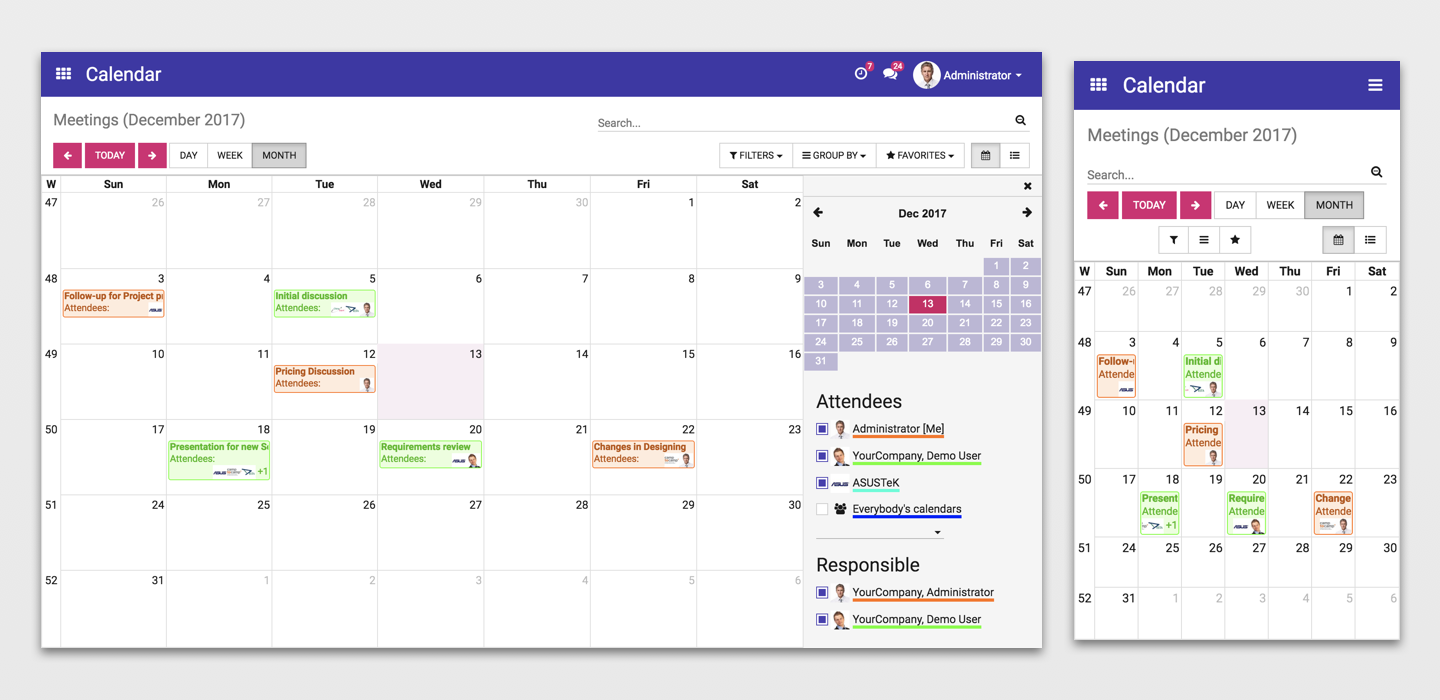 Calendar
7
24
Administrator
Meetings (December 2017)
Search...
TODAY DAY WEEK MONTH
FILTERS GROUP BY FAVORITES
W Sun Mon Tue Wed Thu Fri Sat
47 26 27 28 29 30 1 2
48 3 4 5 6 7 8 9
Follow-up for Project Initial discussion
Attendees: ASUS Attendees:
49 10 11 12 13 14 15 16
Pricing Discussion
Attendees:
50 17 18 19 20 21 22 23
Presentation for new Requirements review Changes in Designing
Attendees: Attendees: ASUS Attendees:
ASUS +1
51 24 25 26 27 28 29 30
52 31 1 2 3 4 5 6
Dec 2017
Sun Mon Tue Wed Thu Fri Sat
1 2
3 4 5 6 7 8 9
10 11 12 13 14 15 16
17 18 19 20 21 22 23
24 25 26 27 28 29 30
31
Attendees
Administrator [Me]
YourCompany, Demo User
ASUS ASUSTeK
Everybody's calendars
Responsible
YourCompany, Administrator
YourCompany, Demo User
Calendar
Meetings (December 2017)
Search...
TODAY DAY WEEK MONTH
W Sun Mon Tue Wed Thu Fri Sat
47 26 27 28 29 30 1 2
48 3 4 5 6 7 8 9
Follow- Initial di
Attende Attende
ASUS
49 10 11 12 13 14 15 16
Pricing
Attende
50 17 18 19 20 21 22 23
Present Require Change
Attende Attende Attende
+1 ASUS
51 24 25 26 27 28 29 30
52 31 1 2 3 4 5 6